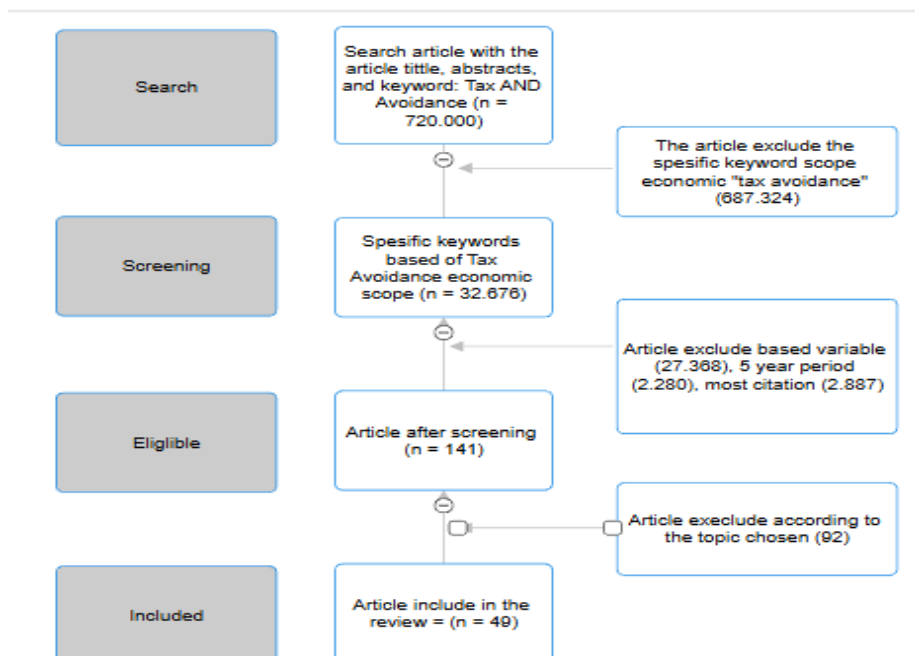 Search
Search article with the
article tittle, abstracts,
and keyword: Tax AND
Avoidance (n =
720.000)
The article exclude the
spesific keyword scope
economic "tax avoidance"
(687.324)
Screening
Spesific keywords
based of Tax
Avoidance economic
scope (n = 32.676)
Article exclude based variable
(27.368), 5 year period
(2.280), most citation (2.887)
Eliglible
Article after screening
(n = 141)
Article execlude according to
the topic chosen (92)
Included
Article include in the
review = (n = 49)